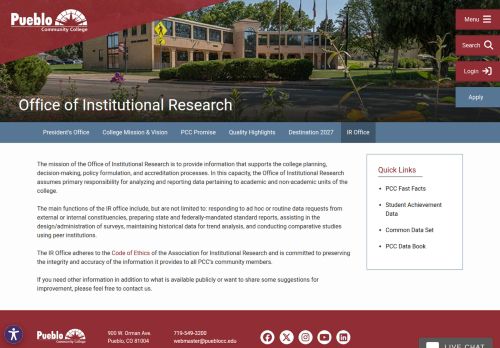 Pueblo
Community College
Menu
Search
Login
Apply
Office of Institutional Research
President's Office
College Mission & Vision
PCC Promise
Quality Highlights
Destination 2027
IR Office
The mission of the Office of Institutional Research is to provide information that supports the college planning,
decision-making, policy formulation, and accreditation processes. In this capacity, the Office of Institutional Research
assumes primary responsibility for analyzing and reporting data pertaining to academic and non-academic units of the
college.
The main functions of the IR office include, but are not limited to: responding to ad hoc or routine data requests from
external or internal constituencies, preparing state and federally-mandated standard reports, assisting in the
design/administration of surveys, maintaining historical data for trend analysis, and conducting comparative studies
using peer institutions.
The IR Office adheres to the Code of Ethics of the Association for Institutional Research and is committed to preserving
the integrity and accuracy of the information it provides to all PCC's community members.
If you need other information in addition to what is available publicly or want to share some suggestions for
improvement, please feel free to contact us.
Quick Links
PCC Fast Facts
Student Achievement
Data
Common Data Set
PCC Data Book
Pueblo
Community College
900 W. Orman Ave.
Pueblo, CO 81004
719-549-3200
webmaster@pueblocc.edu
LIVE CHAT